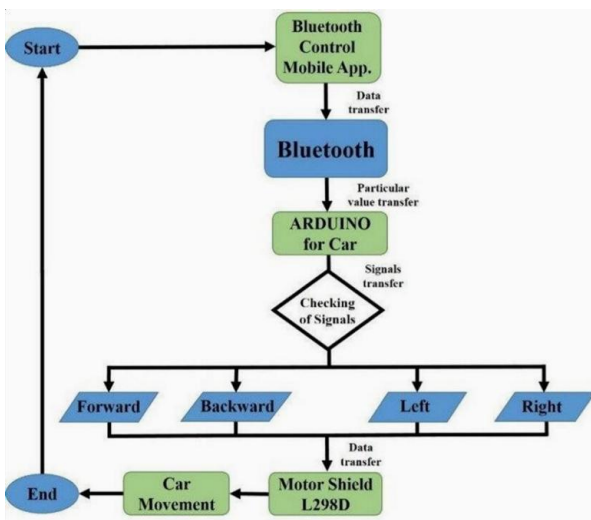 Start
Bluetooth
Control
Mobile App.
Data
transfer
Bluetooth
Particular
value transfer
ARDUINO
for Car
Signals
transfer
Checking
of Signals
Forward
Backward
Left
Right
Data
transfer
End
Car
Movement
Motor Shield
L298D